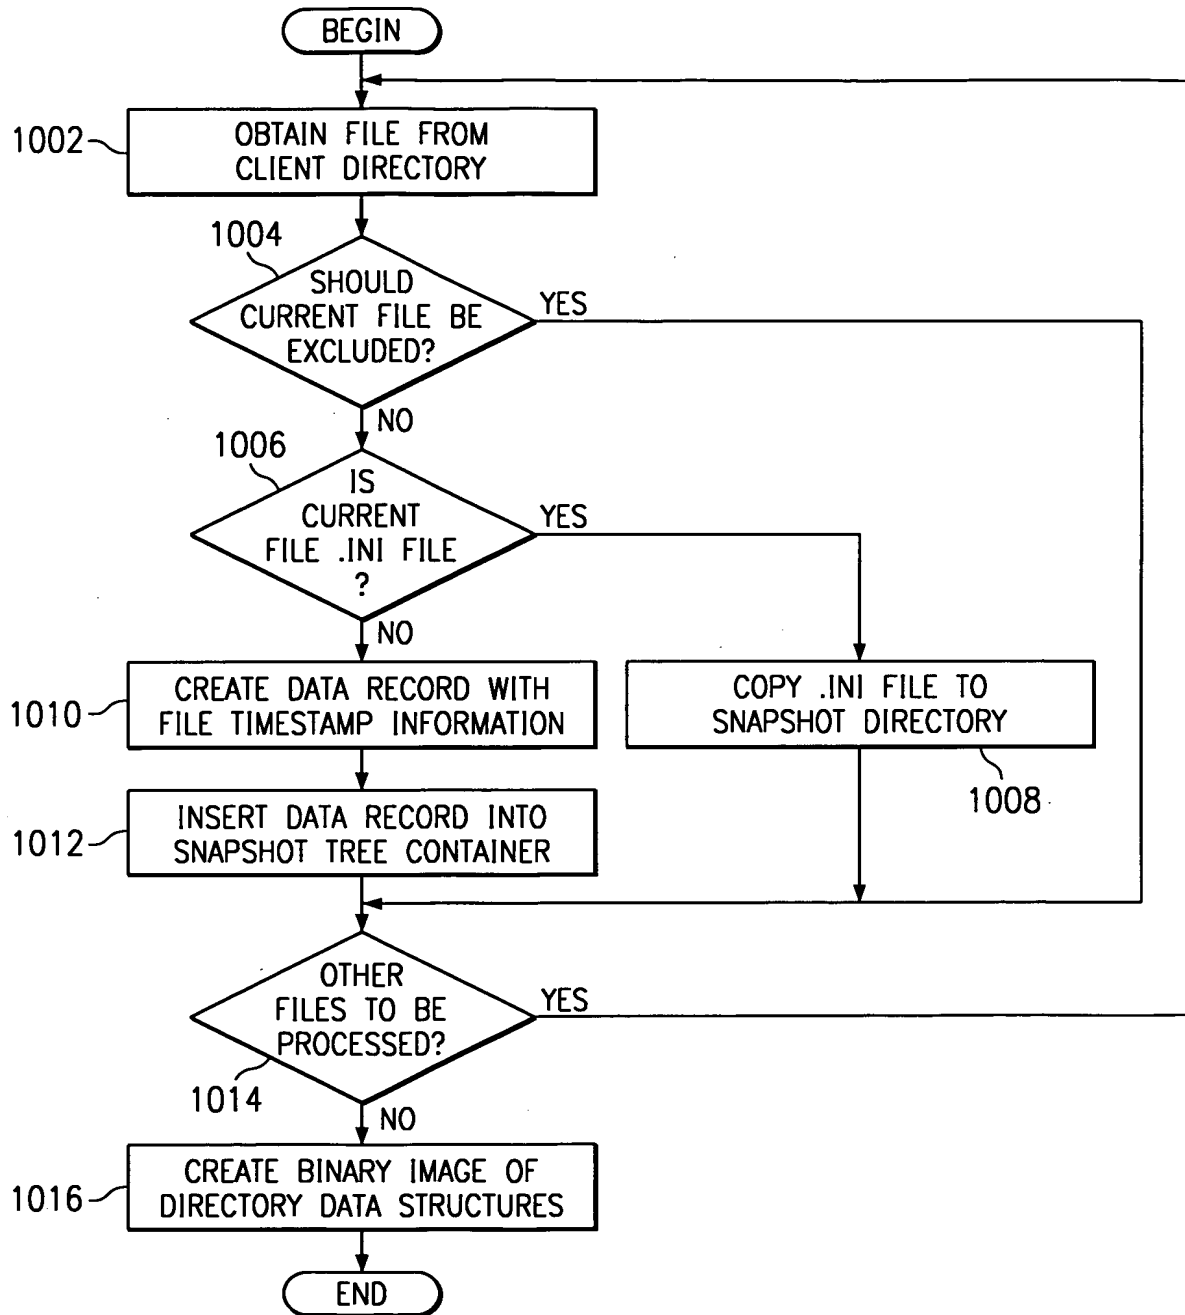 BEGIN
1002
OBTAIN FILE FROM
CLIENT DIRECTORY
1004
SHOULD
CURRENT FILE BE
EXCLUDED?
YES
NO
1006
IS
CURRENT
FILE .INI FILE
?
YES
NO
1010
CREATE DATA RECORD WITH
FILE TIMESTAMP INFORMATION
COPY .INI FILE TO
SNAPSHOT DIRECTORY
1008
1012
INSERT DATA RECORD INTO
SNAPSHOT TREE CONTAINER
OTHER
FILES TO BE
PROCESSED?
YES
1014
NO
1016
CREATE BINARY IMAGE OF
DIRECTORY DATA STRUCTURES
END